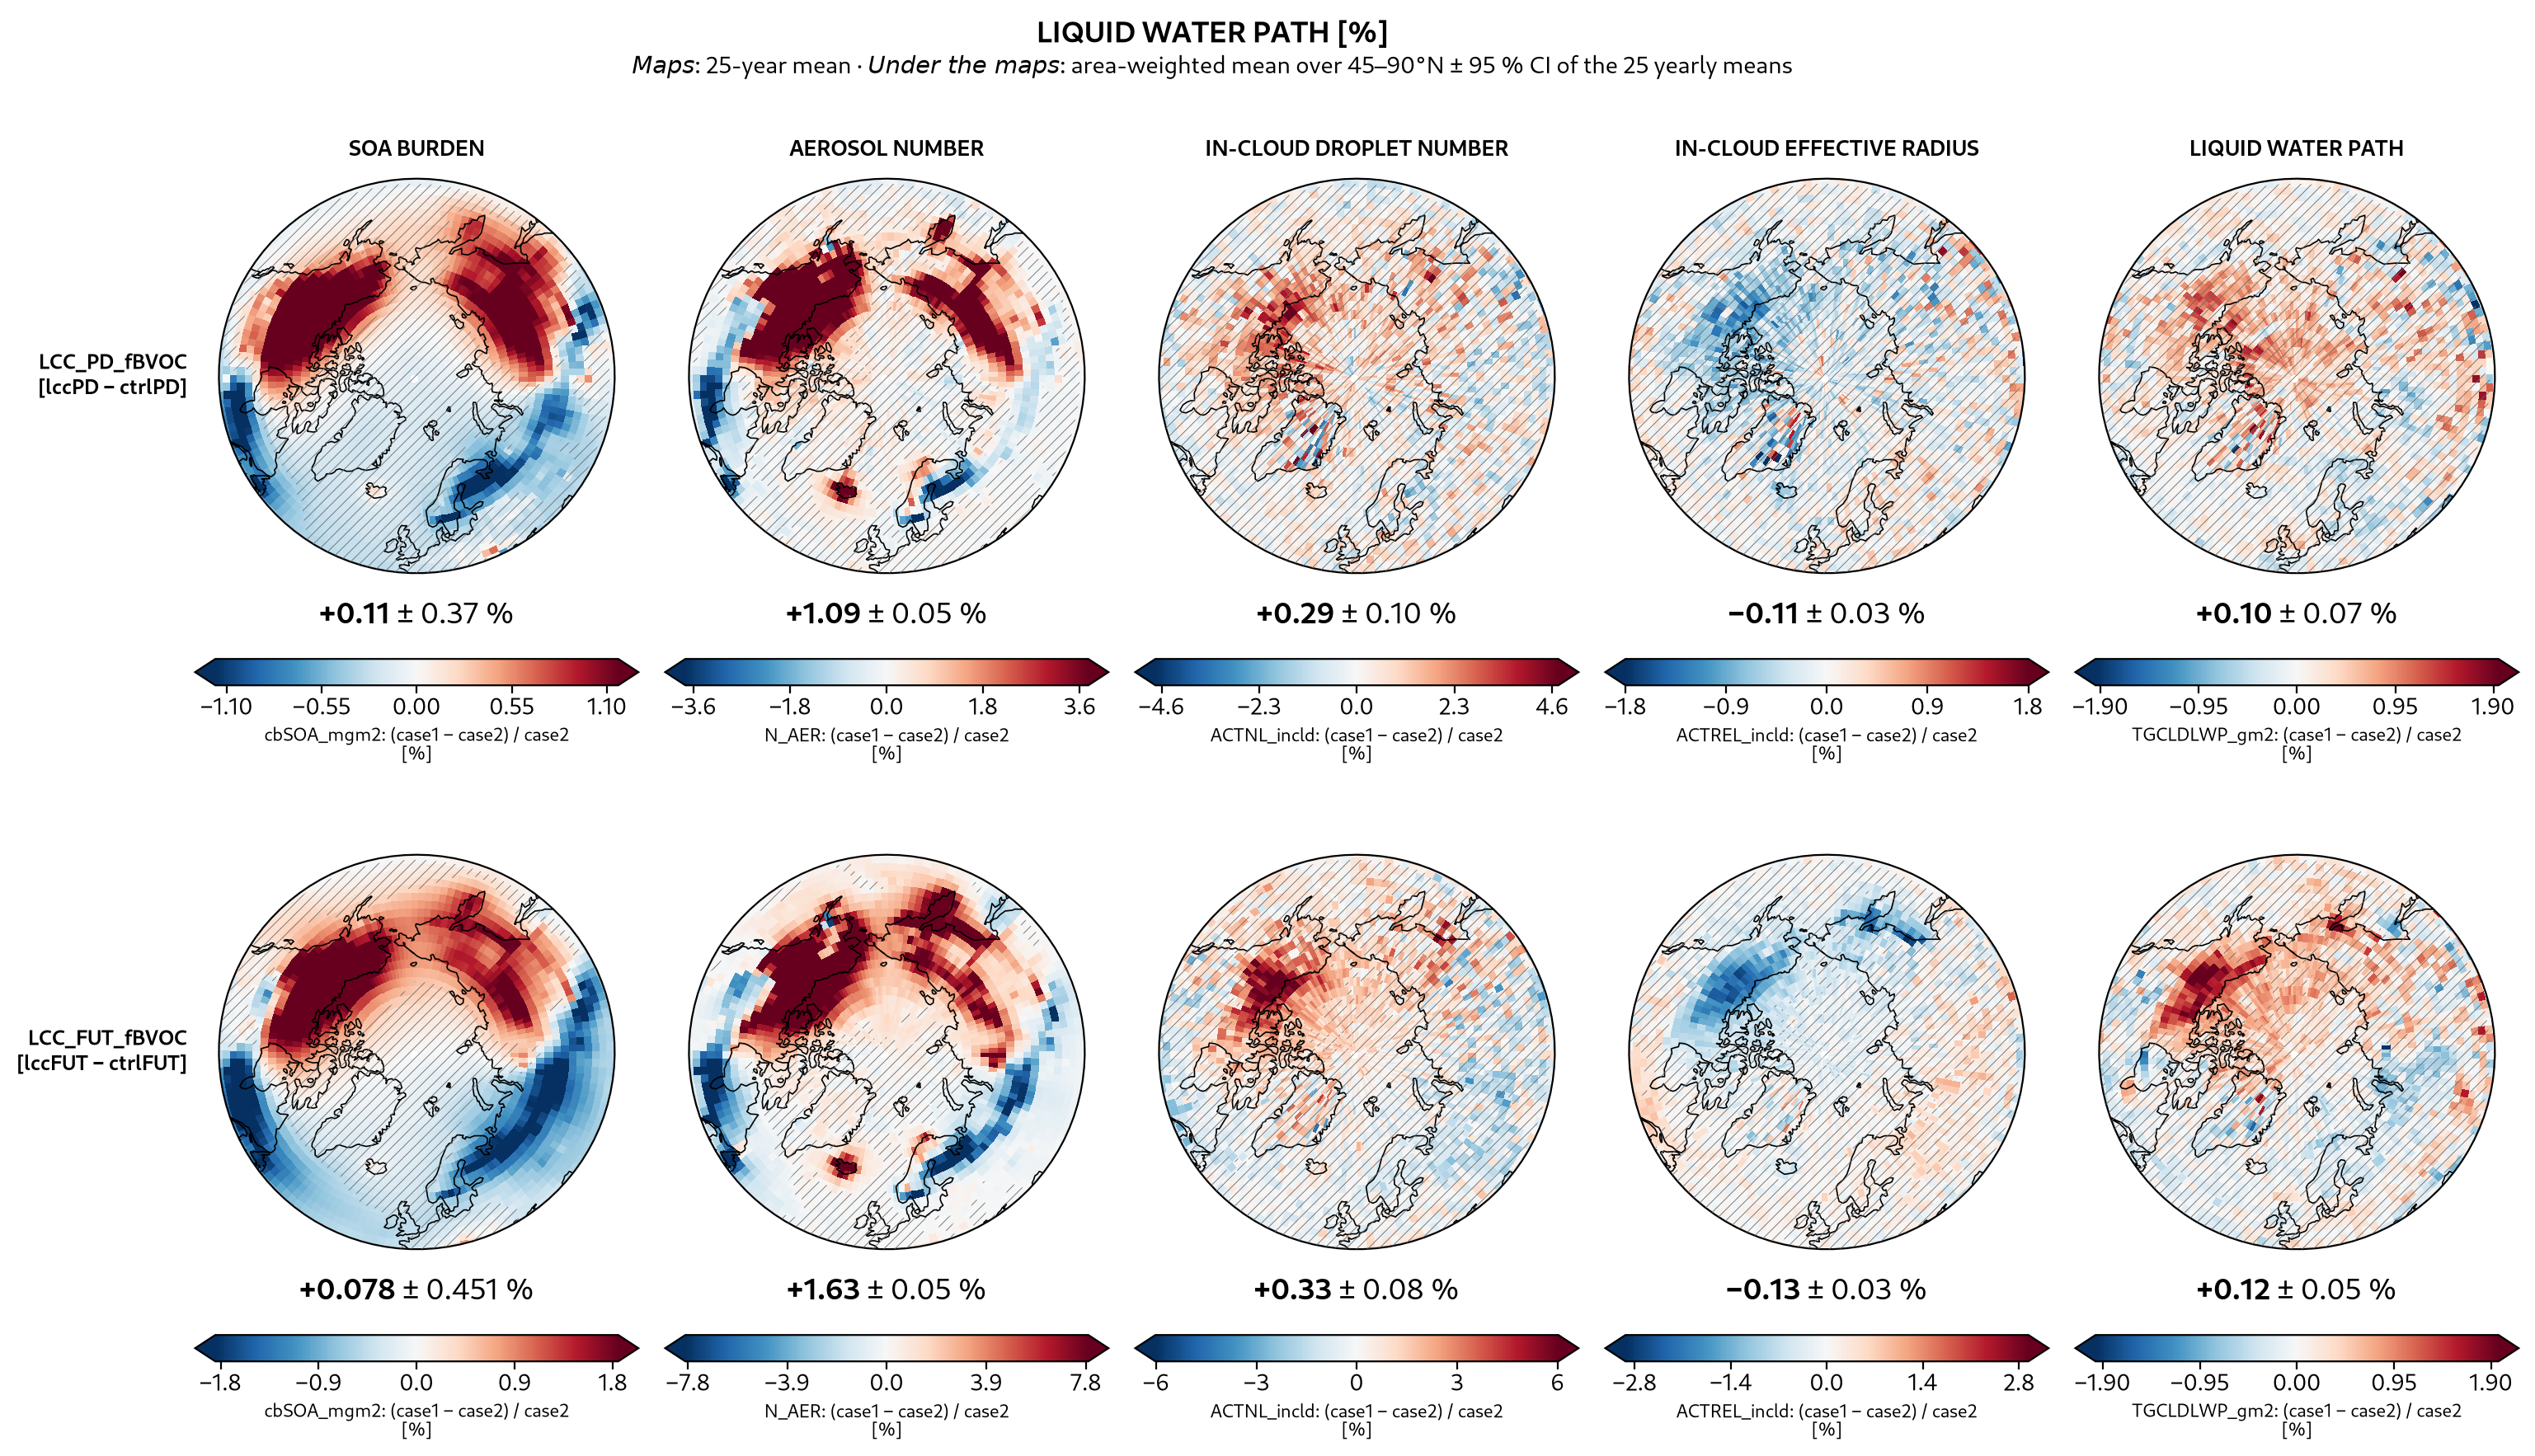 LIQUID WATER PATH [%]
Maps: 25-year mean · Under the maps: area-weighted mean over 45–90°N ± 95 % CI of the 25 yearly means
SOA BURDEN
AEROSOL NUMBER
IN-CLOUD DROPLET NUMBER
IN-CLOUD EFFECTIVE RADIUS
LIQUID WATER PATH
LCC_PD_fBVOC
[lccPD − ctrlPD]
+0.11 ± 0.37 %
+1.09 ± 0.05 %
+0.29 ± 0.10 %
−0.11 ± 0.03 %
+0.10 ± 0.07 %
−1.10 −0.55 0.00 0.55 1.10
cbSOA_mgm2: (case1 − case2) / case2
[%]
−3.6 −1.8 0.0 1.8 3.6
N_AER: (case1 − case2) / case2
[%]
−4.6 −2.3 0.0 2.3 4.6
ACTNL_incld: (case1 − case2) / case2
[%]
−1.8 −0.9 0.0 0.9 1.8
ACTREL_incld: (case1 − case2) / case2
[%]
−1.90 −0.95 0.00 0.95 1.90
TGCLDLWP_gm2: (case1 − case2) / case2
[%]
LCC_FUT_fBVOC
[lccFUT − ctrlFUT]
+0.078 ± 0.451 %
+1.63 ± 0.05 %
+0.33 ± 0.08 %
−0.13 ± 0.03 %
+0.12 ± 0.05 %
−1.8 −0.9 0.0 0.9 1.8
cbSOA_mgm2: (case1 − case2) / case2
[%]
−7.8 −3.9 0.0 3.9 7.8
N_AER: (case1 − case2) / case2
[%]
−6 −3 0 3 6
ACTNL_incld: (case1 − case2) / case2
[%]
−2.8 −1.4 0.0 1.4 2.8
ACTREL_incld: (case1 − case2) / case2
[%]
−1.90 −0.95 0.00 0.95 1.90
TGCLDLWP_gm2: (case1 − case2) / case2
[%]